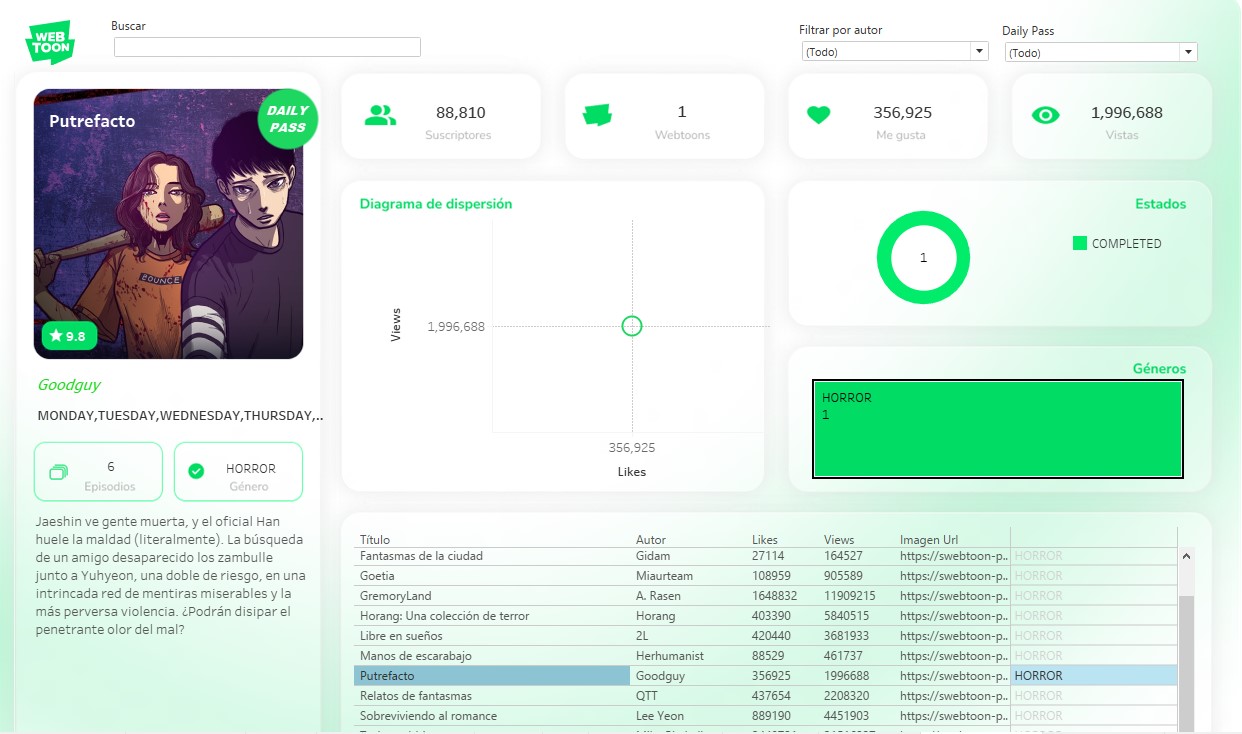 WEB
TOON
Buscar
Filtrar por autor
(Todo)
Daily Pass
(Todo)
Putrefacto
DAILY
PASS
BOUNCE
9.8
Goodguy
MONDAY,TUESDAY,WEDNESDAY,THURSDAY,..
6
Episodios
HORROR
Género
Jaeshin ve gente muerta, y el oficial Han
huele la maldad (literalmente). La búsqueda
de un amigo desaparecido los zambulle
junto a Yuhyeon, una doble de riesgo, en una
intrincada red de mentiras miserables y la
más perversa violencia. ¿Podrán disipar el
penetrante olor del mal?
88,810
Suscriptores
1
Webtoons
356,925
Me gusta
1,996,688
Vistas
Diagrama de dispersión
Views
1,996,688
356,925
Likes
Estados
1
COMPLETED
Géneros
HORROR
1
Título Autor Likes Views Imagen Url
Fantasmas de la ciudad Gidam 27114 164527 https://swebtoon-p.. HORROR
Goetia Miaurteam 108959 905589 https://swebtoon-p.. HORROR
GremoryLand A. Rasen 1648832 11909215 https://swebtoon-p.. HORROR
Horang: Una colección de terror Horang 403390 5840515 https://swebtoon-p.. HORROR
Libre en sueños 2L 420440 3681933 https://swebtoon-p.. HORROR
Manos de escarabajo Herhumanist 88529 461737 https://swebtoon-p.. HORROR
Putrefacto Goodguy 356925 1996688 https://swebtoon-p.. HORROR
Relatos de fantasmas QTT 437654 2208320 https://swebtoon-p.. HORROR
Sobreviviendo al romance Lee Yeon 889190 4451903 https://swebtoon-p.. HORROR